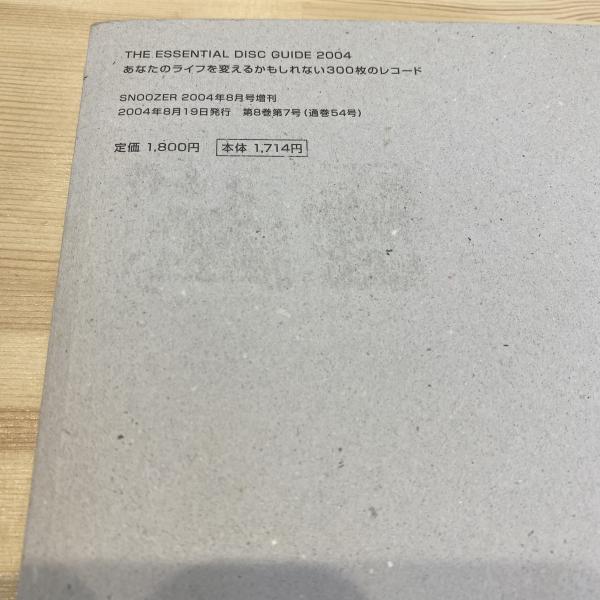 THE ESSENTIAL DISC GUIDE 2004
あなたのライフを変えるかもしれない300枚のレコード
SNOOZER 2004年8月号増刊
2004年8月19日発行　第8巻第7号(通巻54号)
定価 1,800円　本体 1,714円